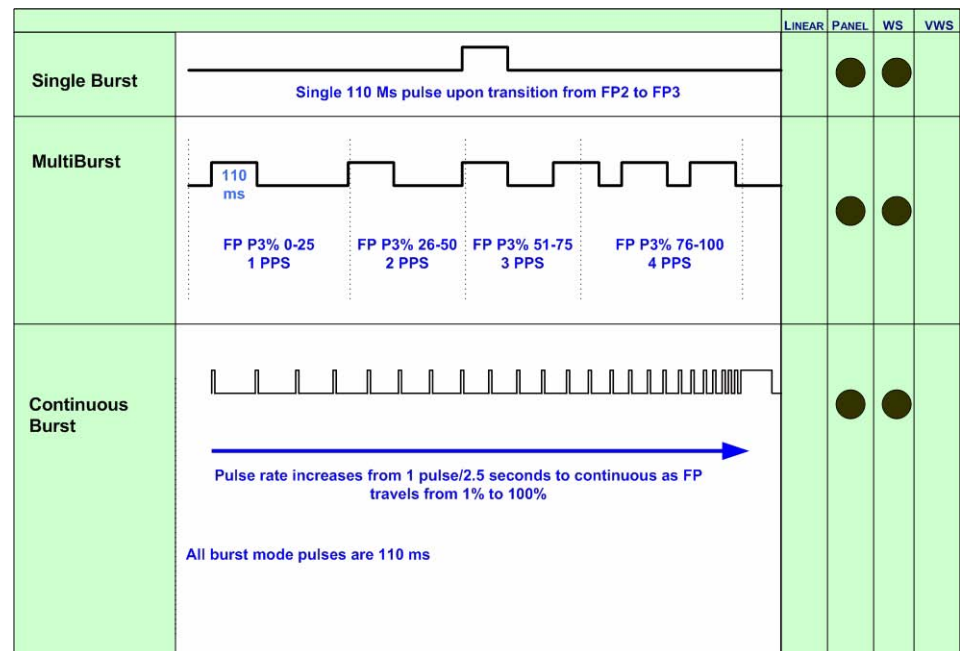 LINEAR PANEL WS VWS
Single Burst
Single 110 Ms pulse upon transition from FP2 to FP3
MultiBurst
110
ms
FP P3% 0-25
1 PPS
FP P3% 26-50
2 PPS
FP P3% 51-75
3 PPS
FP P3% 76-100
4 PPS
Continuous
Burst
Pulse rate increases from 1 pulse/2.5 seconds to continuous as FP
travels from 1% to 100%
All burst mode pulses are 110 ms